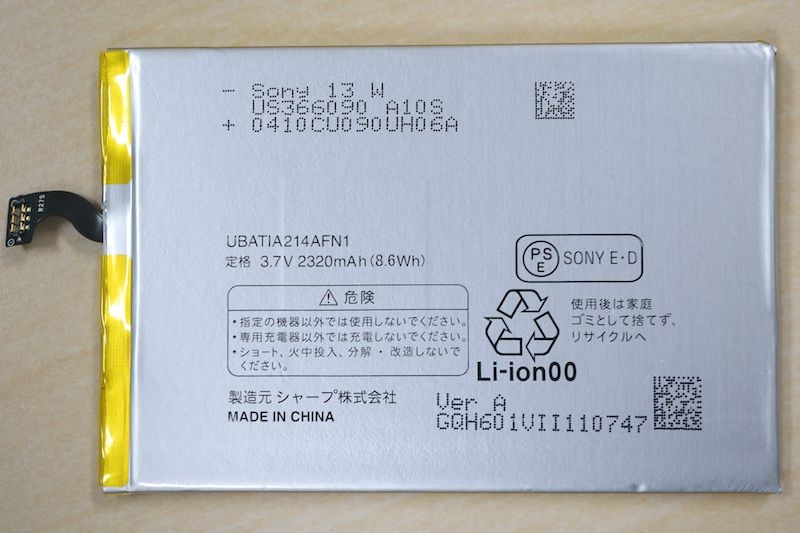 − Sony 13 W
US366090 A10S
+ 0410CU090UH06A
R27S
UBATIA214AFN1
定格 3.7V 2320mAh(8.6Wh)
PS
E
SONY E・D
⚠危険
・指定の機器以外では使用しないでください。
・専用充電器以外では充電しないでください。
・ショート、火中投入、分解・改造しないで
ください。
使用後は家庭
ゴミとして捨てず、
リサイクルへ
Li-ion00
製造元 シャープ株式会社
MADE IN CHINA
Ver A
GQH601VII110747